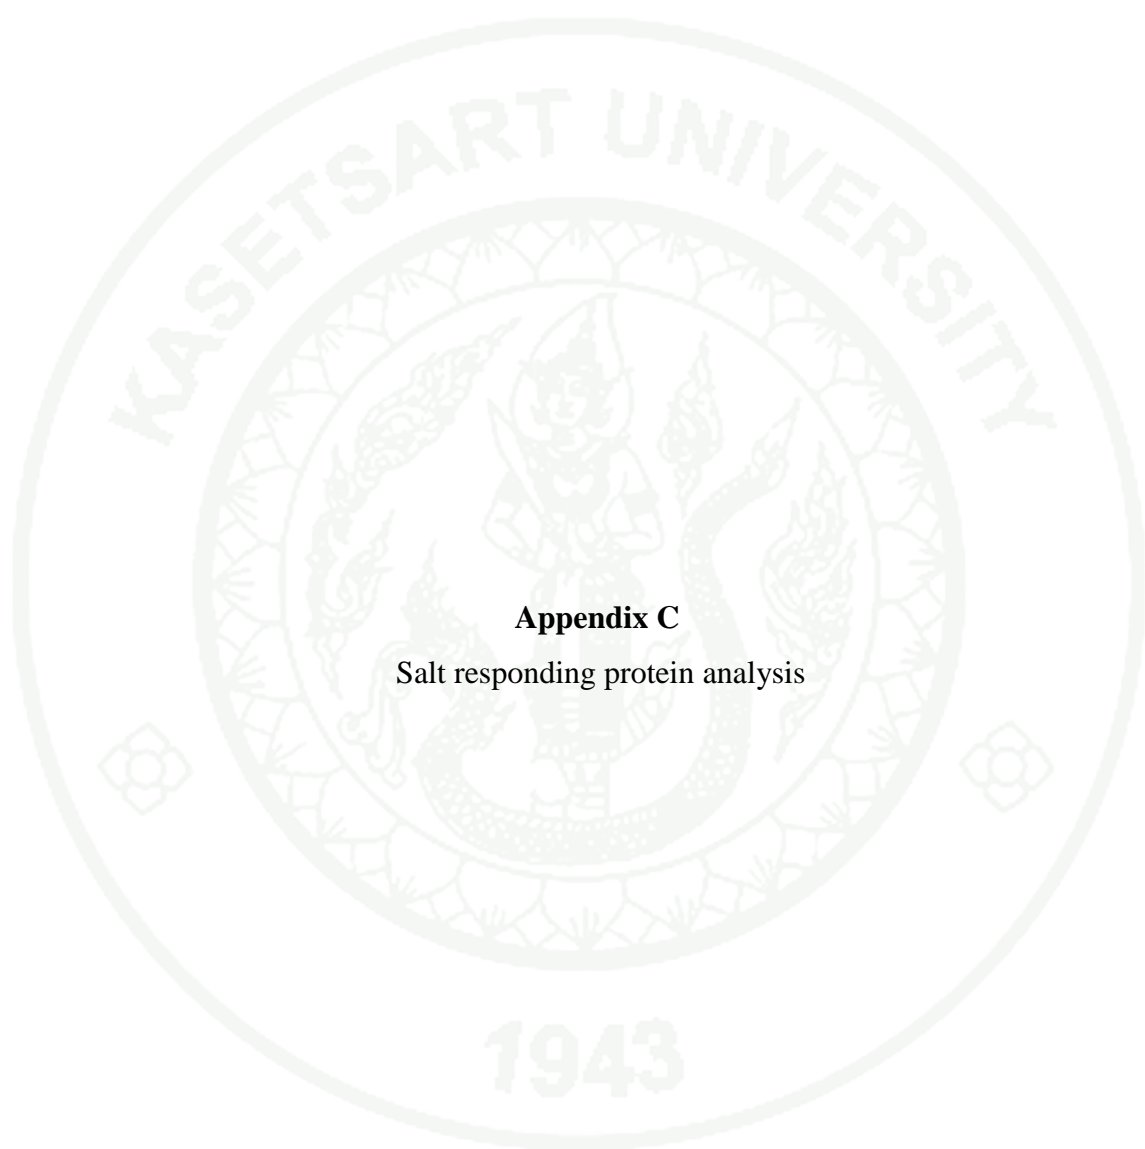 KASETSART UNIVERSITY
Appendix C
Salt responding protein analysis
1943